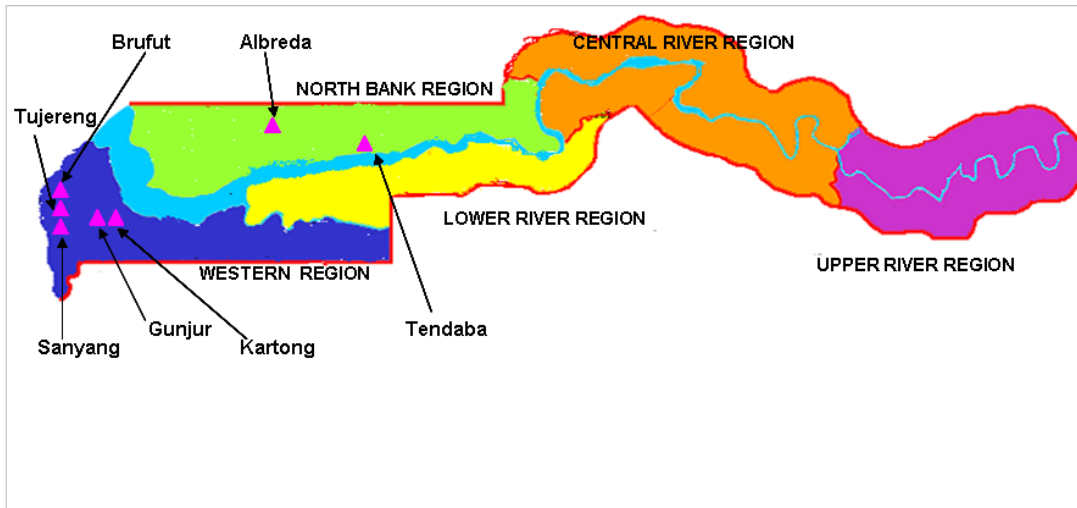 Brufut
Albreda
CENTRAL RIVER REGION
NORTH BANK REGION
Tujereng
LOWER RIVER REGION
UPPER RIVER REGION
WESTERN REGION
Gunjur
Tendaba
Sanyang
Kartong